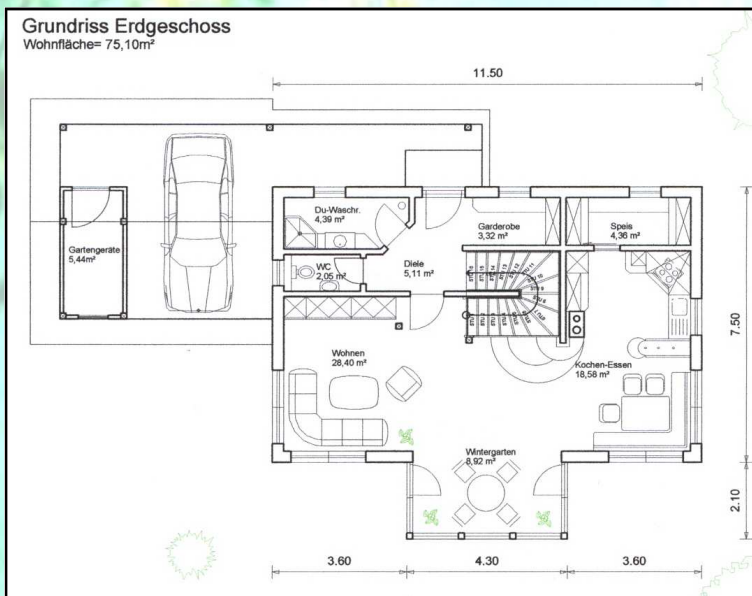 Grundriss Erdgeschoss
Wohnfläche= 75,10m²
11.50
Du-Waschr.
4,39 m²
Garderobe
3,32 m²
Speis
4,36 m²
Gartengeräte
5,44m²
WC
2,05 m²
Diele
5,11 m²
7.50
Wohnen
28,40 m²
Kochen-Essen
18,58 m²
Wintergarten
8,92 m²
2.10
3.60
4.30
3.60